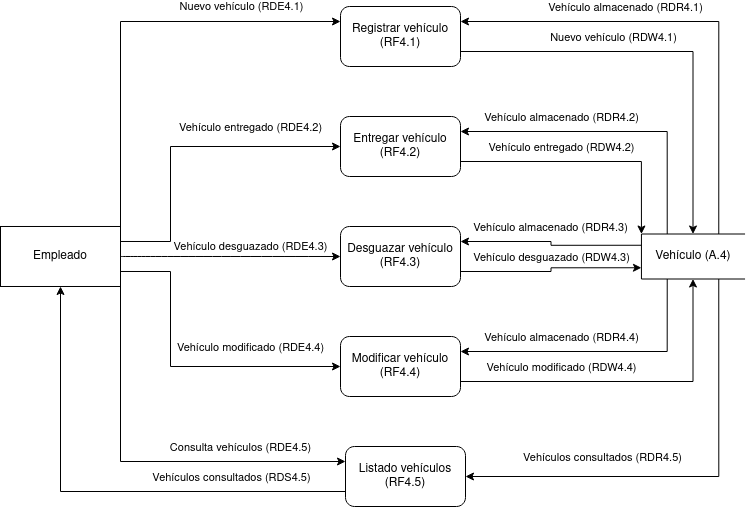 Nuevo vehículo (RDE4.1)
Vehículo almacenado (RDR4.1)
Registrar vehículo
(RF4.1)
Nuevo vehículo (RDW4.1)
Vehículo entregado (RDE4.2)
Entregar vehículo
(RF4.2)
Vehículo almacenado (RDR4.2)
Vehículo entregado (RDW4.2)
Empleado
Vehículo desguazado (RDE4.3)
Desguazar vehículo
(RF4.3)
Vehículo almacenado (RDR4.3)
Vehículo desguazado (RDW4.3)
Vehículo (A.4)
Vehículo modificado (RDE4.4)
Modificar vehículo
(RF4.4)
Vehículo almacenado (RDR4.4)
Vehículo modificado (RDW4.4)
Consulta vehículos (RDE4.5)
Vehículos consultados (RDS4.5)
Listado vehículos
(RF4.5)
Vehículos consultados (RDR4.5)